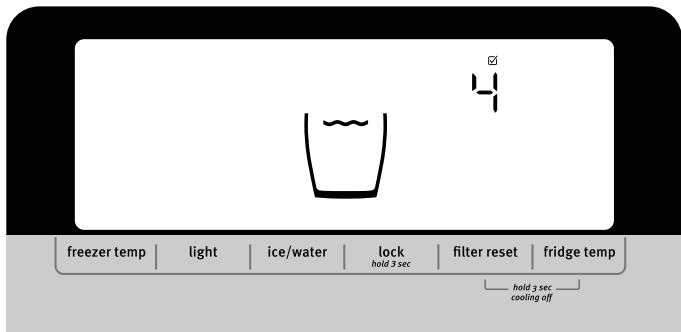 4
freezer temp
light
ice/water
lock
hold 3 sec
filter reset
fridge temp
hold 3 sec
cooling off